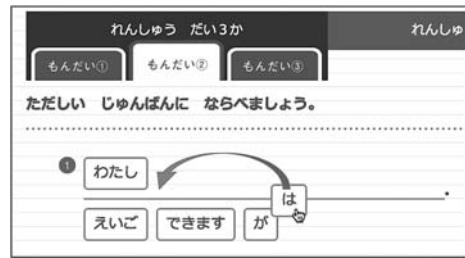 れんしゅう だい3か
れんしゅ
もんだい① もんだい② もんだい③
ただしい じゅんばんに ならべましょう。
❶ わたし
は
.
えいご できます が